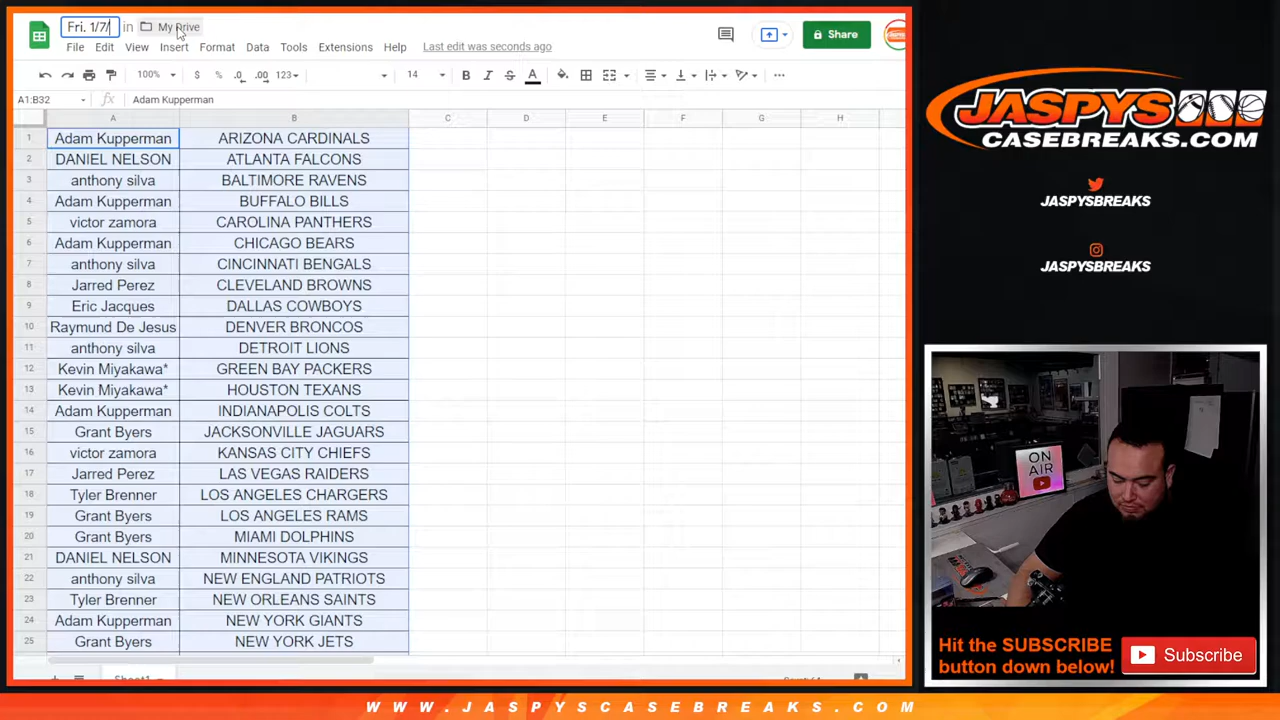 Fri. 1/7/ in My Drive
File Edit View Insert Format Data Tools Extensions Help Last edit was seconds ago
Share
100% $ % .0 .00 123 14 B I S A
A1:B32 fx Adam Kupperman
A B C D E F G H
1 Adam Kupperman ARIZONA CARDINALS
2 DANIEL NELSON ATLANTA FALCONS
3 anthony silva BALTIMORE RAVENS
4 Adam Kupperman BUFFALO BILLS
5 victor zamora CAROLINA PANTHERS
6 Adam Kupperman CHICAGO BEARS
7 anthony silva CINCINNATI BENGALS
8 Jarred Perez CLEVELAND BROWNS
9 Eric Jacques DALLAS COWBOYS
10 Raymund De Jesus DENVER BRONCOS
11 anthony silva DETROIT LIONS
12 Kevin Miyakawa* GREEN BAY PACKERS
13 Kevin Miyakawa* HOUSTON TEXANS
14 Adam Kupperman INDIANAPOLIS COLTS
15 Grant Byers JACKSONVILLE JAGUARS
16 victor zamora KANSAS CITY CHIEFS
17 Jarred Perez LAS VEGAS RAIDERS
18 Tyler Brenner LOS ANGELES CHARGERS
19 Grant Byers LOS ANGELES RAMS
20 Grant Byers MIAMI DOLPHINS
21 DANIEL NELSON MINNESOTA VIKINGS
22 anthony silva NEW ENGLAND PATRIOTS
23 Tyler Brenner NEW ORLEANS SAINTS
24 Adam Kupperman NEW YORK GIANTS
25 Grant Byers NEW YORK JETS
Sheet1
JASPYS
CASEBREAKS.COM
JASPYSBREAKS
JASPYSBREAKS
ON
AIR
Hit the SUBSCRIBE
button down below!
Subscribe
WWW.JASPYSCASEBREAKS.COM